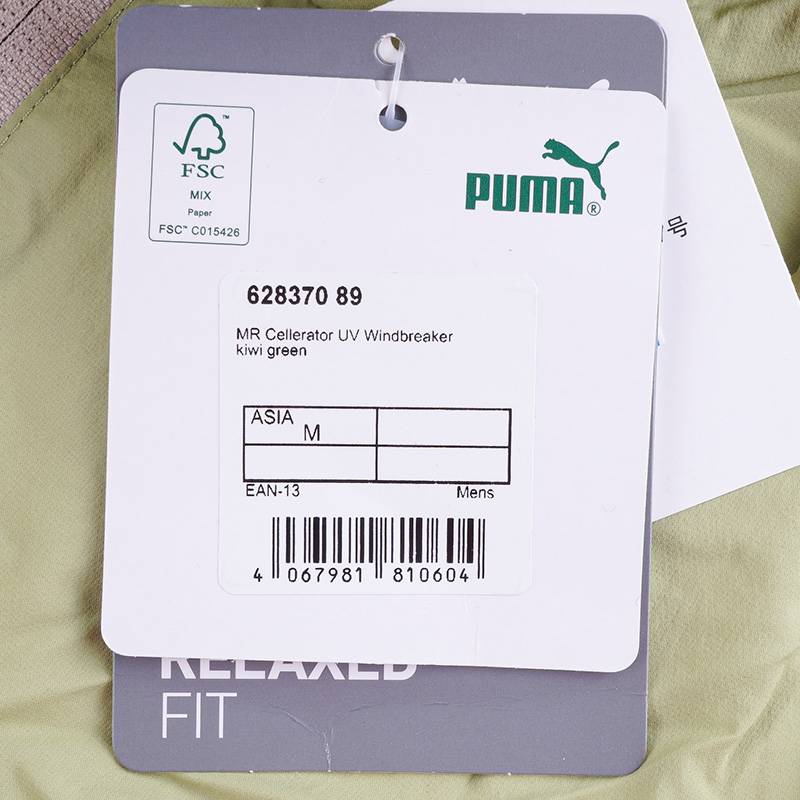 FSC
MIX
Paper
FSC™ C015426
PUMA®
号
628370 89
MR Cellerator UV Windbreaker
kiwi green
ASIA
M
EAN-13 Mens
4 067981 810604
RELAXED
FIT